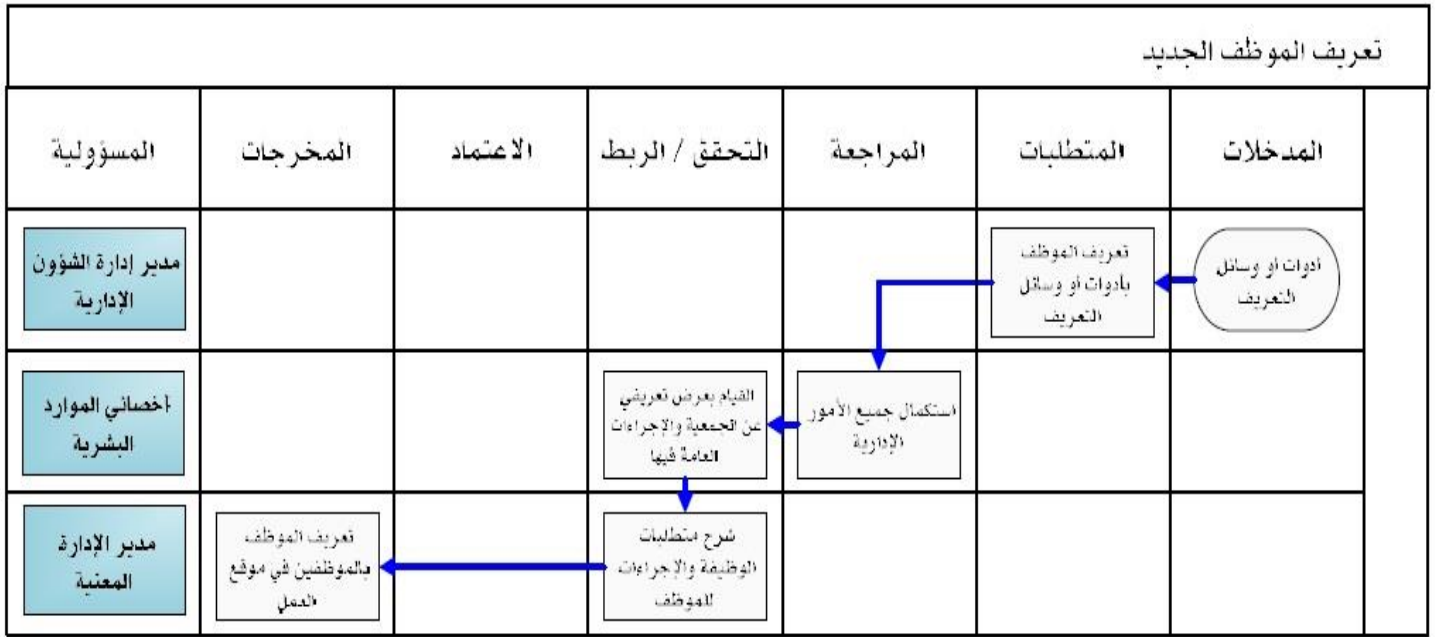 تعريف الموظف الجديد
المدخلات
المتطلبات
المراجعة
التحقق / الربط
الاعتماد
المخرجات
المسؤولية
أدوات أو وسائل
التعريف
تعريف الموظف
بأدوات أو وسائل
التعريف
مدير إدارة الشؤون
الإدارية
استكمال جميع الأمور
الإدارية
القيام بعرض تعريفي
عن الجمعية والإجراءات
العامة فيها
أخصائي الموارد
البشرية
شرح متطلبات
الوظيفة والإجراءات
للموظف
تعريف الموظف
بالموظفين في موقع
العمل
مدير الإدارة
المعنية